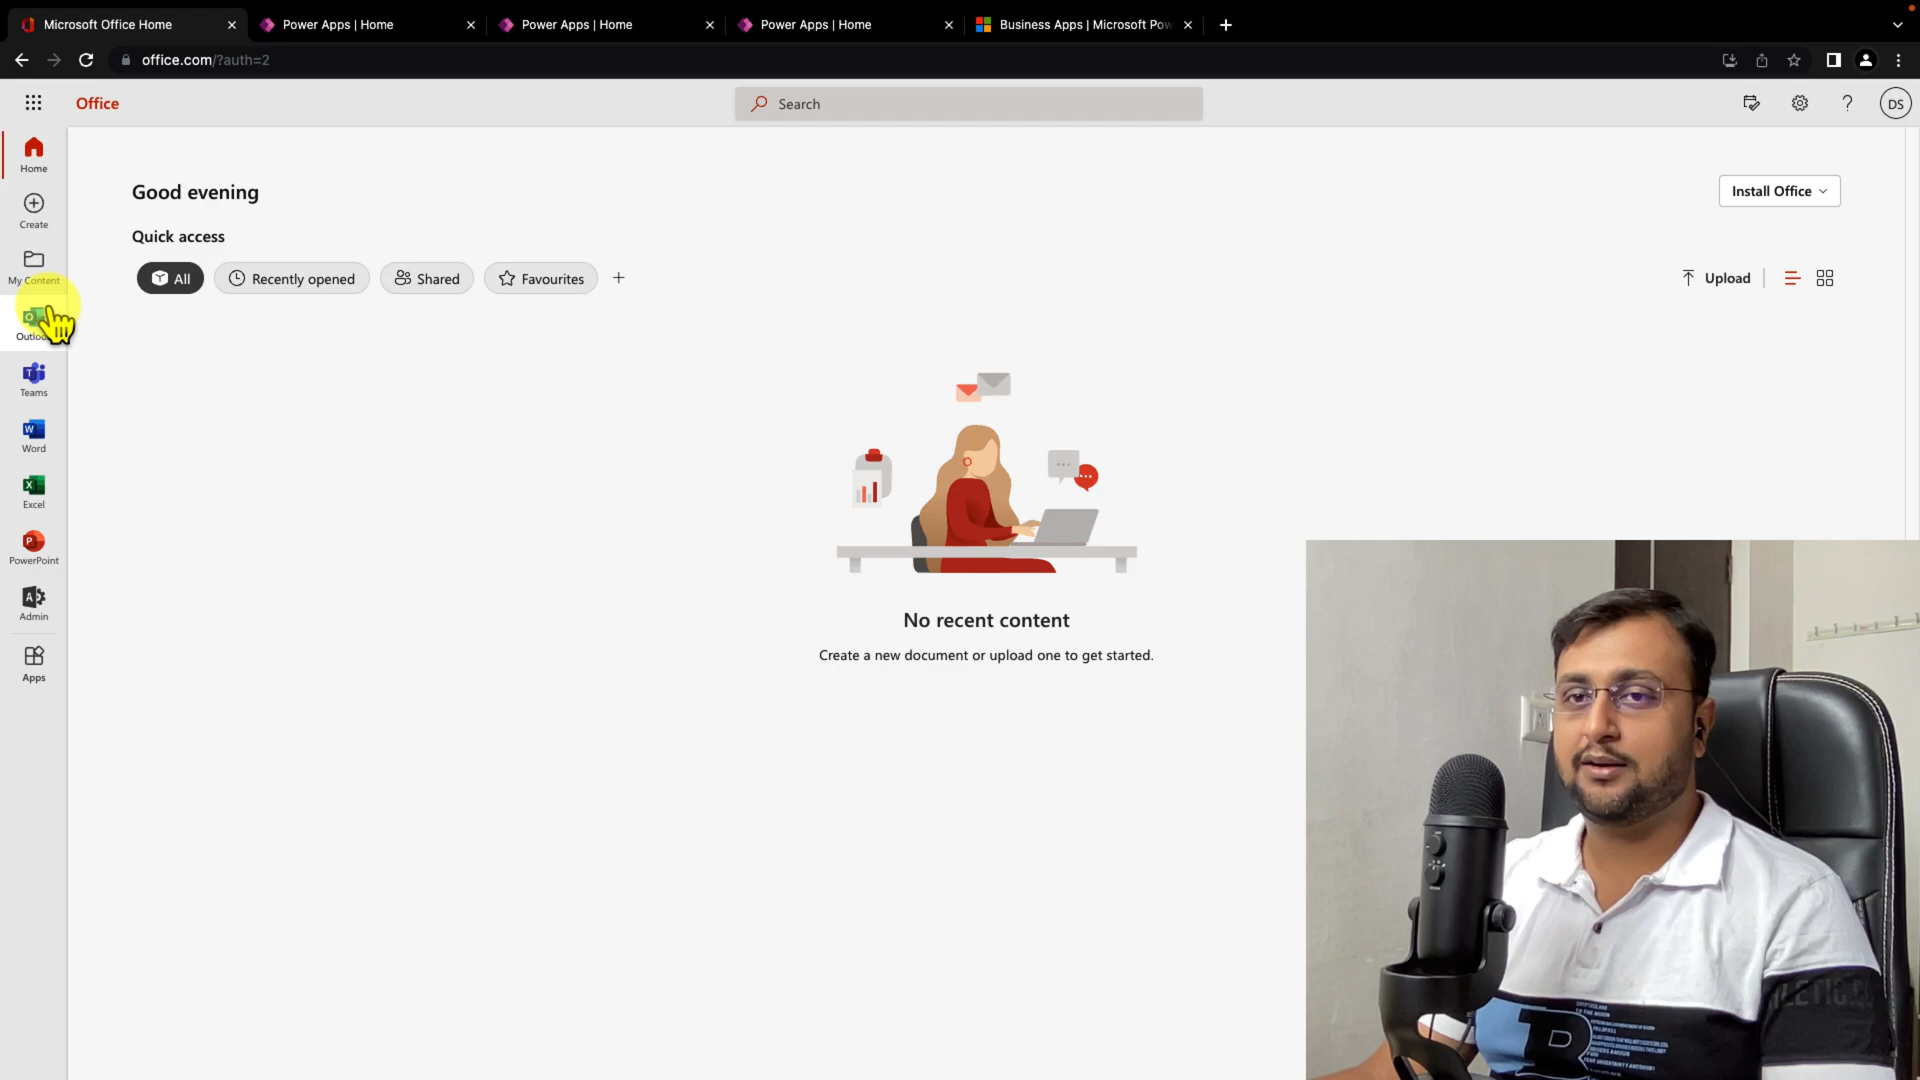 Microsoft Office Home
Power Apps | Home
Power Apps | Home
Power Apps | Home
Business Apps | Microsoft Pow
office.com/?auth=2
Office
Search
DS
Home
Good evening
Install Office
Create
Quick access
My Content
All
Recently opened
Shared
Favourites
Upload
Teams
Word
Excel
PowerPoint
Admin
No recent content
Create a new document or upload one to get started.
Apps